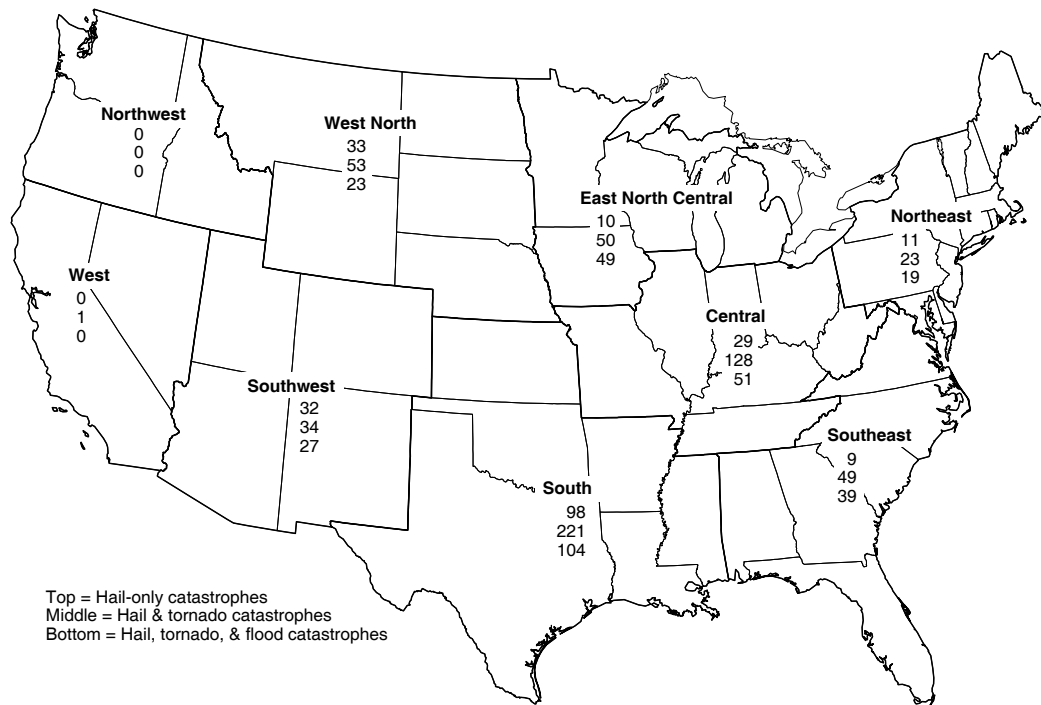 Northwest
0
0
0
West North
33
53
23
East North Central
10
50
49
Northeast
11
23
19
West
0
1
0
Central
29
128
51
Southwest
32
34
27
Southeast
9
49
39
South
98
221
104
Top = Hail-only catastrophes
Middle = Hail & tornado catastrophes
Bottom = Hail, tornado, & flood catastrophes